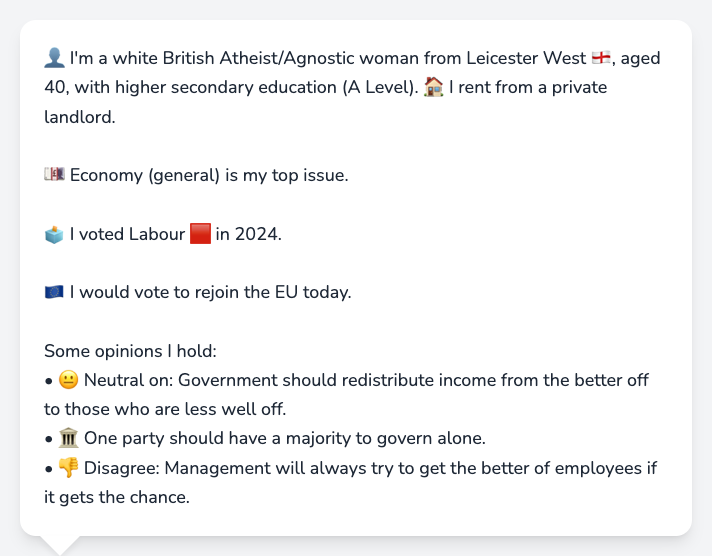 👤 I'm a white British Atheist/Agnostic woman from Leicester West 🏴󠁧󠁢󠁥󠁮󠁧󠁿, aged
40, with higher secondary education (A Level). 🏠 I rent from a private
landlord.
💷 Economy (general) is my top issue.
🗳️ I voted Labour 🟥 in 2024.
🇪🇺 I would vote to rejoin the EU today.
Some opinions I hold:
• 😐 Neutral on: Government should redistribute income from the better off
to those who are less well off.
• 🏛️ One party should have a majority to govern alone.
• 👎 Disagree: Management will always try to get the better of employees if
it gets the chance.